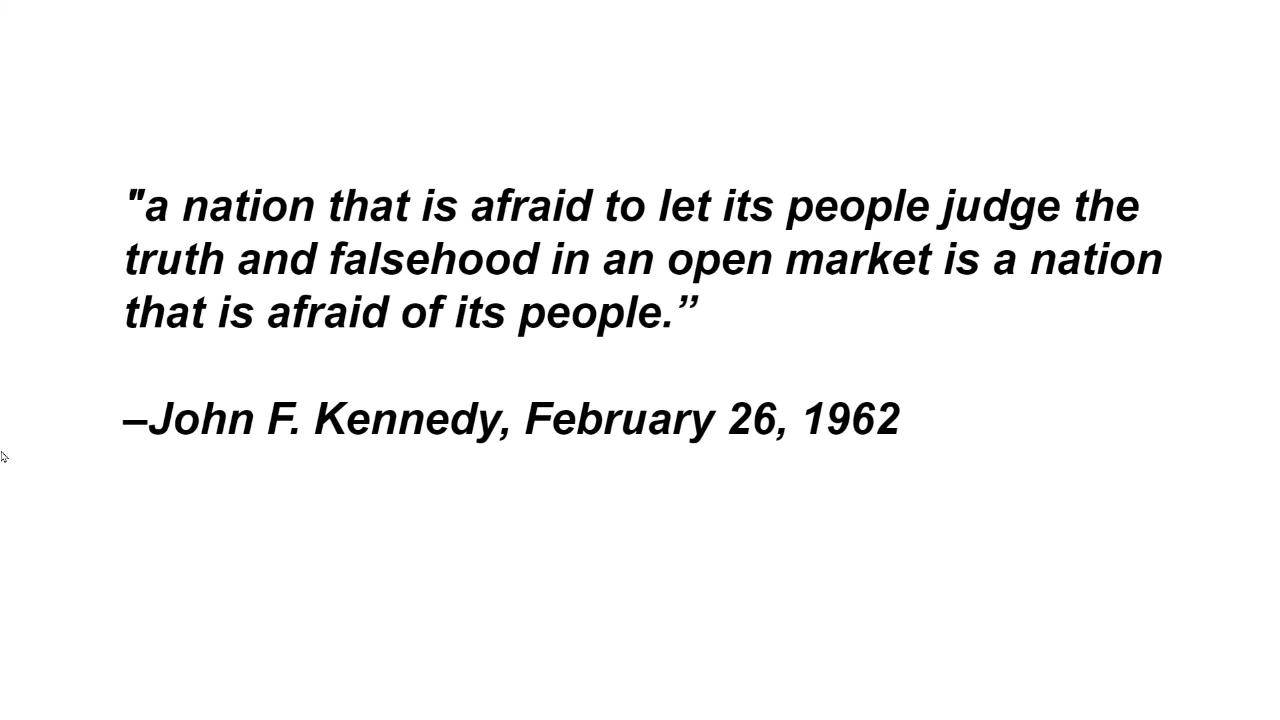 "a nation that is afraid to let its people judge the
truth and falsehood in an open market is a nation
that is afraid of its people.”
–John F. Kennedy, February 26, 1962